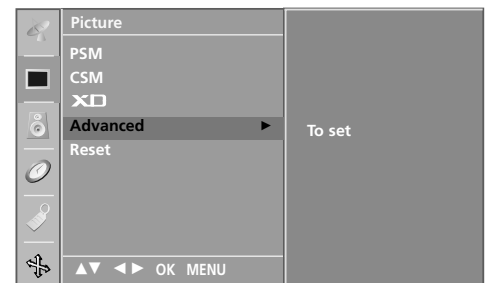 Picture
PSM
CSM
XD
Advanced ►
To set
Reset
▲▼ ◄► OK MENU